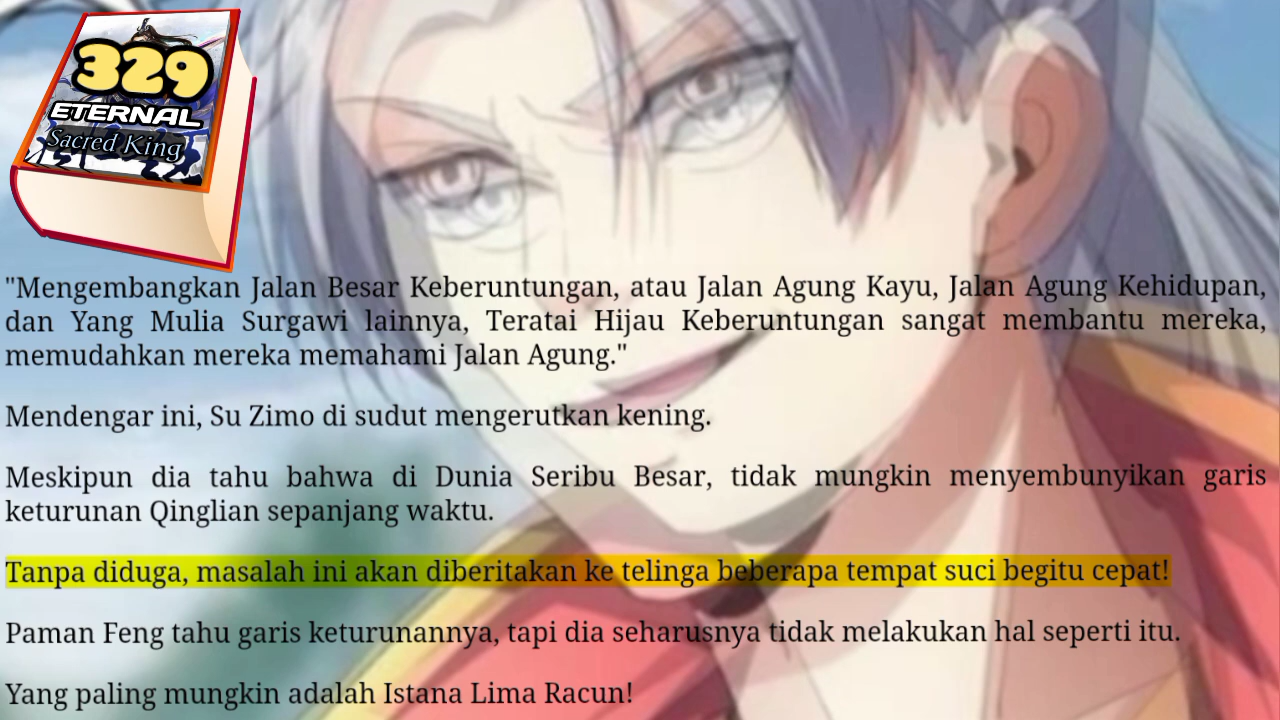 329
ETERNAL
Sacred King
"Mengembangkan Jalan Besar Keberuntungan, atau Jalan Agung Kayu, Jalan Agung Kehidupan,
dan Yang Mulia Surgawi lainnya, Teratai Hijau Keberuntungan sangat membantu mereka,
memudahkan mereka memahami Jalan Agung."
Mendengar ini, Su Zimo di sudut mengerutkan kening.
Meskipun dia tahu bahwa di Dunia Seribu Besar, tidak mungkin menyembunyikan garis
keturunan Qinglian sepanjang waktu.
Tanpa diduga, masalah ini akan diberitakan ke telinga beberapa tempat suci begitu cepat!
Paman Feng tahu garis keturunannya, tapi dia seharusnya tidak melakukan hal seperti itu.
Yang paling mungkin adalah Istana Lima Racun!